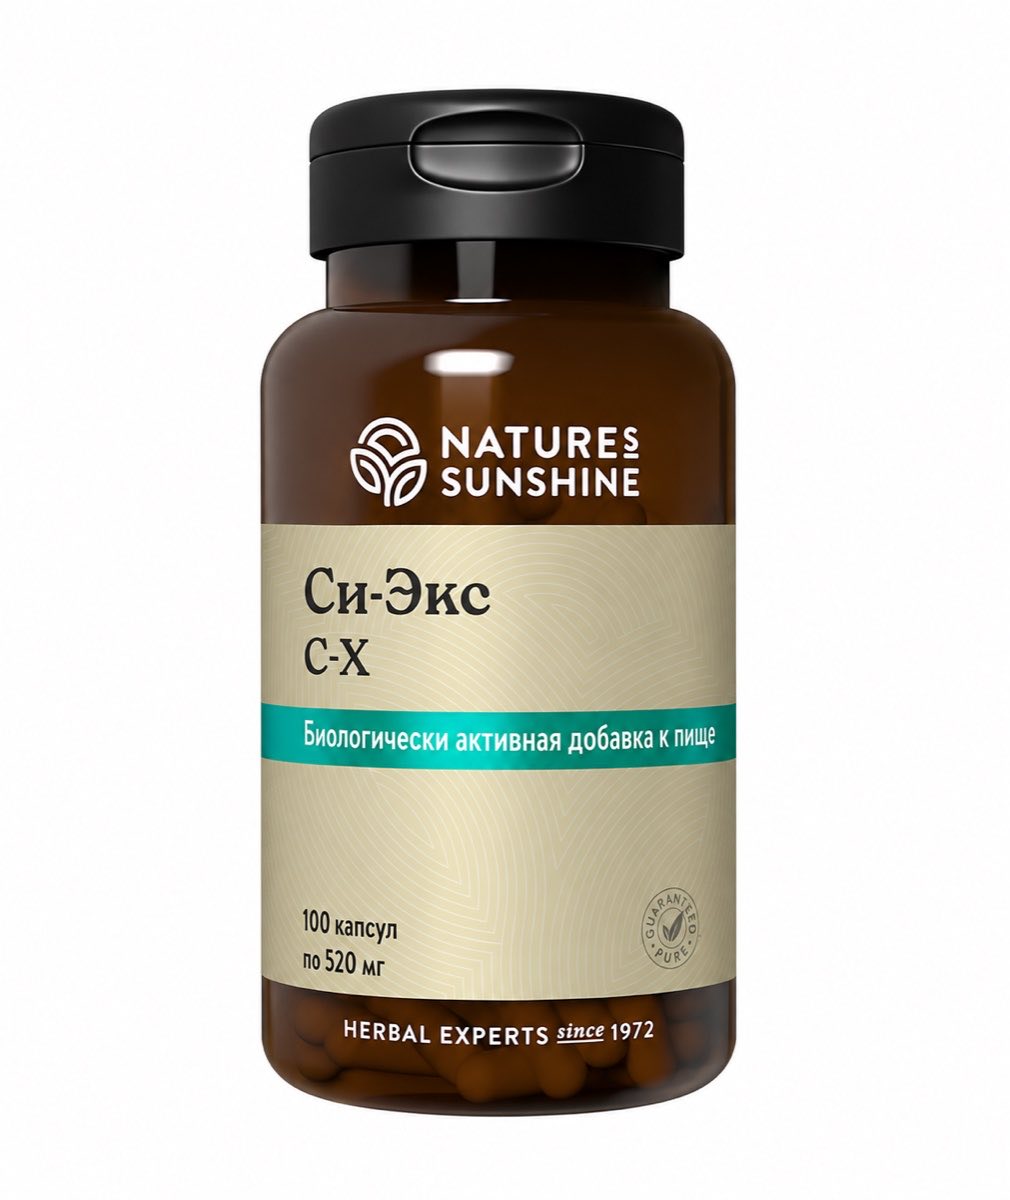 NATURES
SUNSHINE
Си-Экс
C-X
Биологически активная добавка к пище
100 капсул
по 520 мг
GUARANTEED
PURE
HERBAL EXPERTS since 1972